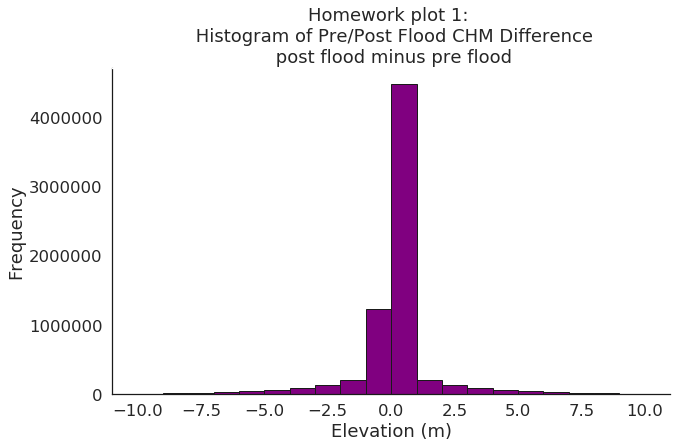 Homework plot 1:
Histogram of Pre/Post Flood CHM Difference
post flood minus pre flood
4000000
3000000
2000000
1000000
0
Frequency
−10.0 −7.5 −5.0 −2.5 0.0 2.5 5.0 7.5 10.0
Elevation (m)